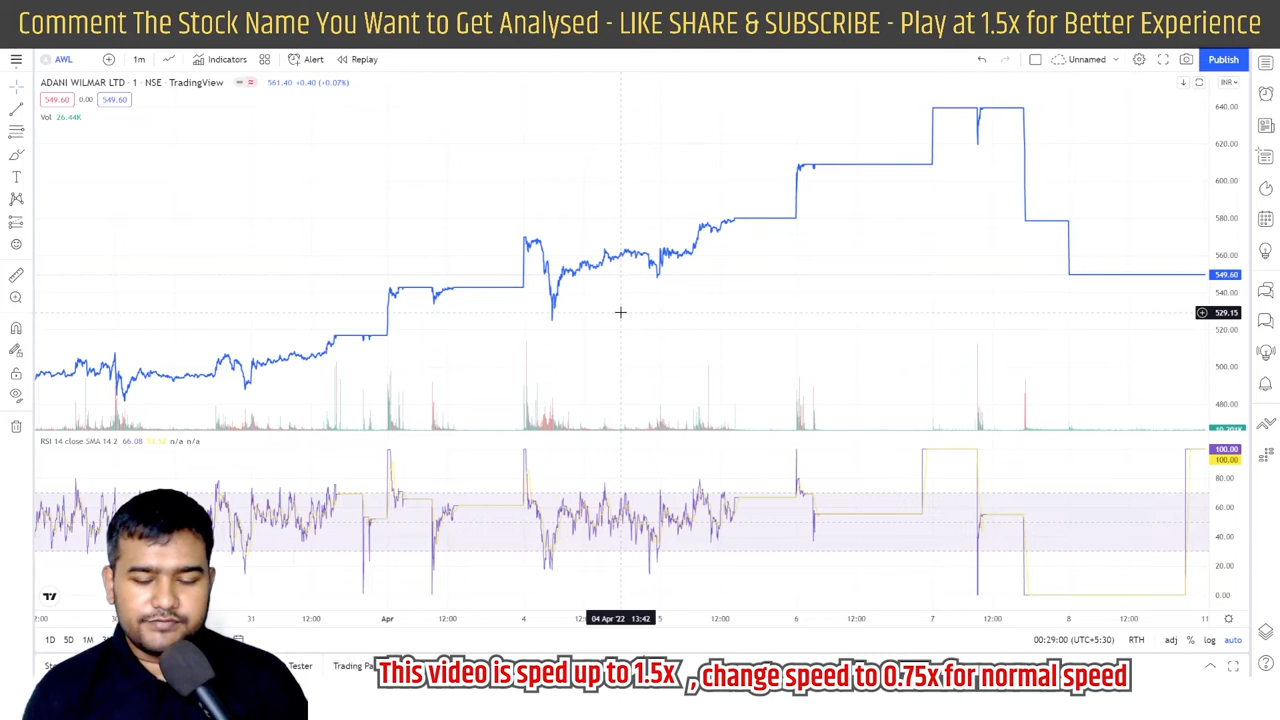 Comment The Stock Name You Want to Get Analysed - LIKE SHARE & SUBSCRIBE - Play at 1.5x for Better Experience
AWL 1m Indicators Alert Replay Unnamed Publish
ADANI WILMAR LTD · 1 · NSE · TradingView 561.40 +0.40 (+0.07%) INR
549.60 0.00 549.60
Vol 26.44K
640.00
620.00
600.00
580.00
560.00
549.60
540.00
529.15
520.00
500.00
480.00
RSI 14 close SMA 14 2 66.08 n/a n/a
100.00
100.00
80.00
60.00
40.00
20.00
0.00
2:00 31 Apr 12:00 4 12: 04 Apr '22 13:42 5 12:00 6 12:00 7 12:00 8 12:00 11
1D 5D 1M 00:29:00 (UTC+5:30) RTH adj % log auto
Tester Trading Pa
This video is sped up to 1.5x , change speed to 0.75x for normal speed